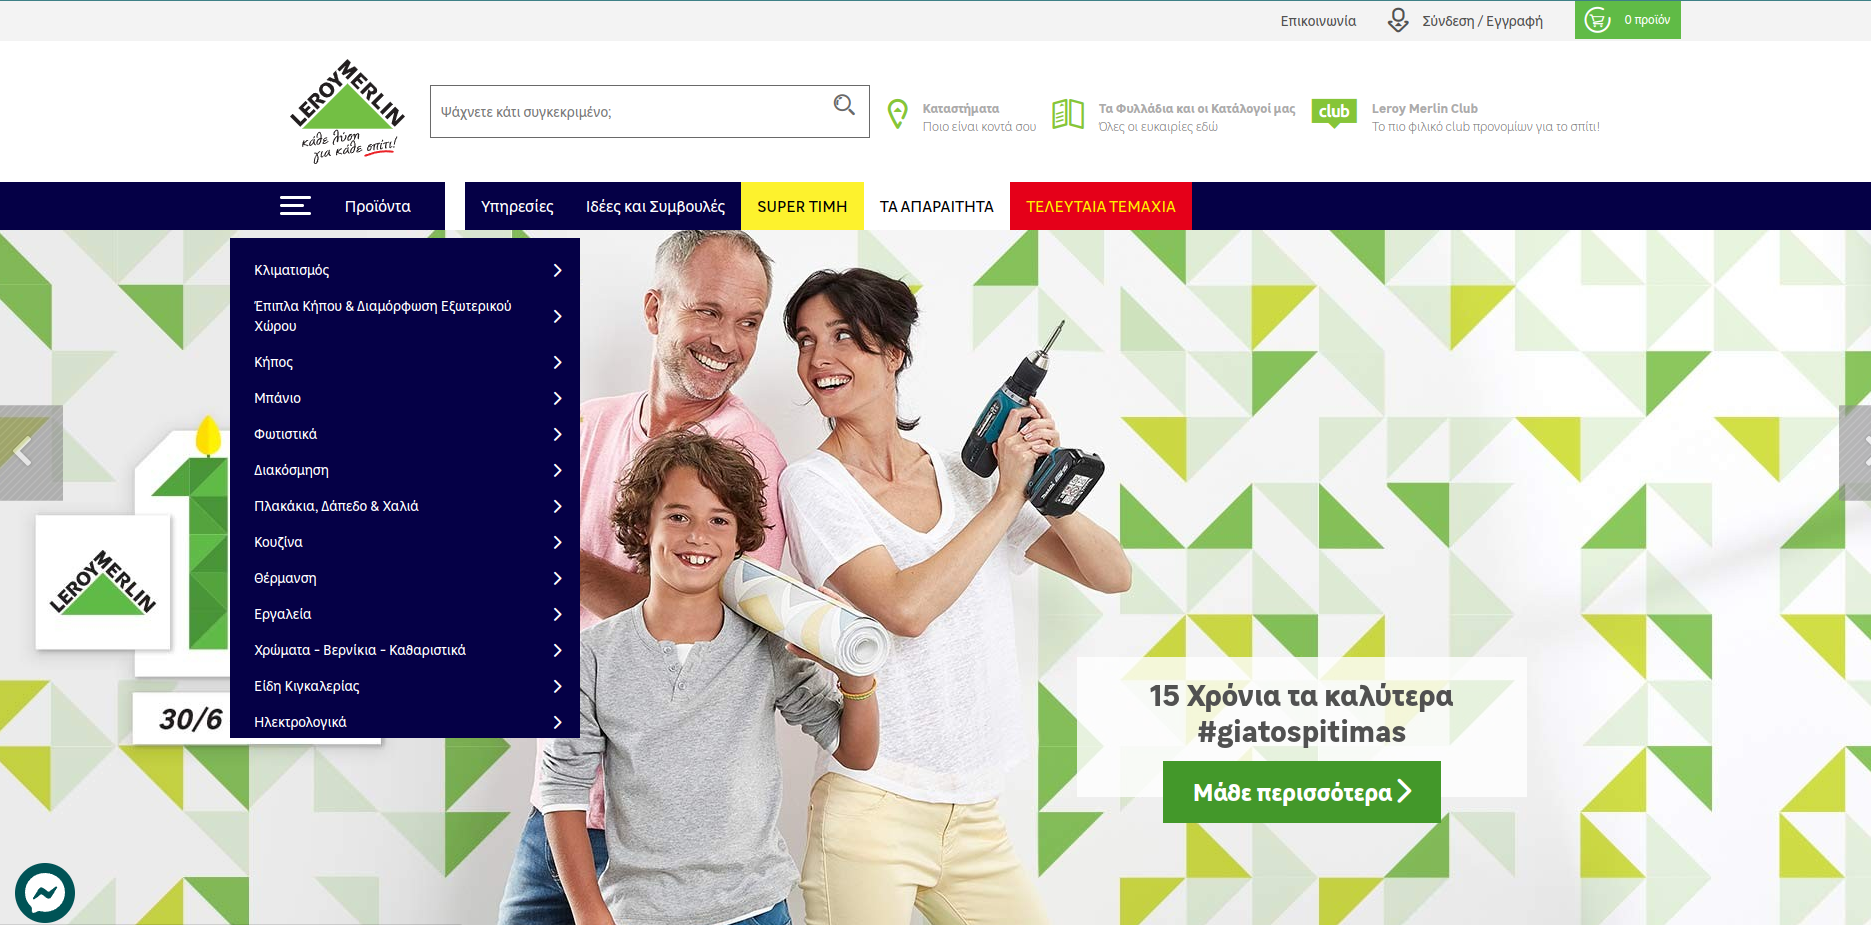 Επικοινωνία
Σύνδεση / Εγγραφή
0 προϊόν
LEROY MERLIN
κάθε λύση
για κάθε σπίτι!
Ψάχνετε κάτι συγκεκριμένο;
Καταστήματα
Ποιο είναι κοντά σου
Τα Φυλλάδια και οι Κατάλογοί μας
Όλες οι ευκαιρίες εδώ
club
Leroy Merlin Club
Το πιο φιλικό club προνομίων για το σπίτι!
Προϊόντα
Υπηρεσίες
Ιδέες και Συμβουλές
SUPER ΤΙΜΗ
ΤΑ ΑΠΑΡΑΙΤΗΤΑ
ΤΕΛΕΥΤΑΙΑ ΤΕΜΑΧΙΑ
Κλιματισμός
Έπιπλα Κήπου & Διαμόρφωση Εξωτερικού
Χώρου
Κήπος
Μπάνιο
Φωτιστικά
Διακόσμηση
Πλακάκια, Δάπεδο & Χαλιά
Κουζίνα
Θέρμανση
Εργαλεία
Χρώματα - Βερνίκια - Καθαριστικά
Είδη Κιγκαλερίας
Ηλεκτρολογικά
LEROY MERLIN
30/6
15 Χρόνια τα καλύτερα
#giatospitimas
Μάθε περισσότερα